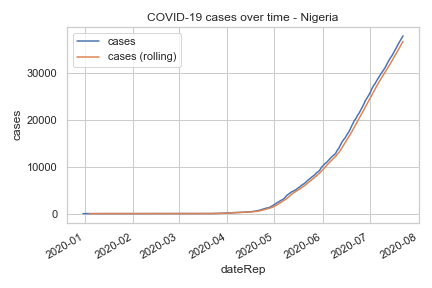 COVID-19 cases over time - Nigeria
cases
cases (rolling)
cases
30000
20000
10000
0
2020-01
2020-02
2020-03
2020-04
2020-05
2020-06
2020-07
2020-08
dateRep